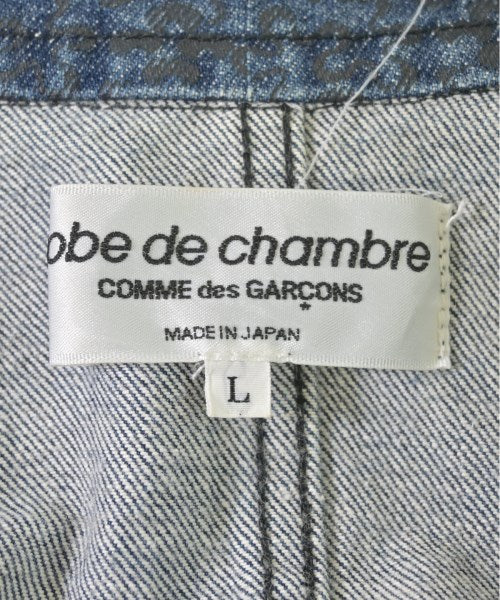 obe de chambre
COMME des GARÇONS
*
MADE IN JAPAN
L